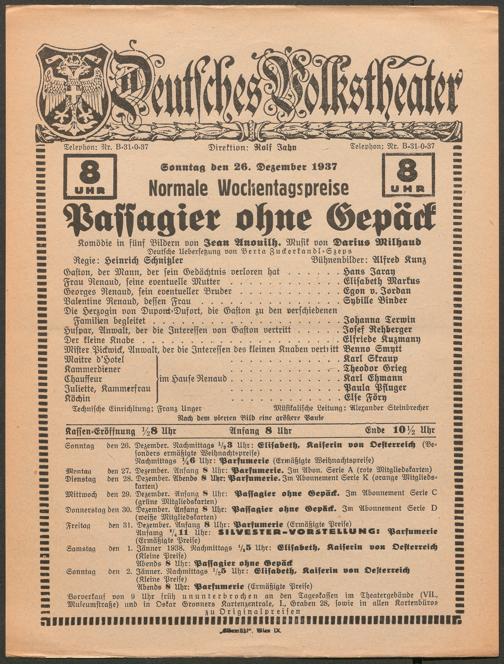 Deutsches Volkstheater
Telephon: Nr. B-31-0-37 Direktion: Rolf Jahn Telephon: Nr. B-31-0-37
8 UHR Sonntag den 26. Dezember 1937 8 UHR
Normale Wochentagspreise
Passagier ohne Gepäck
Komödie in fünf Bildern von Jean Anouilh. Musik von Darius Milhaud
Deutsche Uebersetzung von Berta Zuckerkandl-Szeps
Regie: Heinrich Schnitzler Bühnenbilder: Alfred Kunz
Gaston, der Mann, der sein Gedächtnis verloren hat . . . . . . . Hans Jaray
Frau Renaud, seine eventuelle Mutter . . . . . . . Elisabeth Markus
Georges Renaud, sein eventueller Bruder . . . . . . . Egon v. Jordan
Valentine Renaud, dessen Frau . . . . . . . Sybille Binder
Die Herzogin von Dupont-Dufort, die Gaston zu den verschiedenen
Familien begleitet . . . . . . . Johanna Terwin
Huspar, Anwalt, der die Interessen von Gaston vertritt . . . . . . . Josef Rehberger
Der kleine Knabe . . . . . . . Elfriede Kuzmany
Mister Pickwick, Anwalt, der die Interessen des kleinen Knaben vertritt Benno Smytt
Maitre d'Hotel . . . . . . . Karl Skraup
Kammerdiener . . . . . . . Theodor Grieg
Chauffeur im Hause Renaud . . . . . . . Karl Ehmann
Juliette, Kammerfrau . . . . . . . Paula Pfluger
Köchin . . . . . . . Else Föry
Technische Einrichtung: Franz Unger Musikalische Leitung: Alexander Steinbrecher
Nach dem vierten Bild eine größere Pause
Kassen-Eröffnung ½8 Uhr Anfang 8 Uhr Ende 10½ Uhr
Sonntag den 26. Dezember. Nachmittags ½3 Uhr: Elisabeth, Kaiserin von Oesterreich (Be-
sonders ermäßigte Weihnachtspreise)
Nachmittags ¼6 Uhr: Parfumerie (Ermäßigte Weihnachtspreise)
Montag den 27. Dezember. Anfang 8 Uhr: Parfumerie. Im Abon. Serie A (rote Mitgliedskarten)
Dienstag den 28. Dezember. Abends 8 Uhr: Parfumerie. Im Abonnement Serie K (orange Mitglieds-
karten)
Mittwoch den 29. Dezember. Anfang 8 Uhr: Passagier ohne Gepäck. Im Abonnement Serie C
(grüne Mitgliedskarten)
Donnerstag den 30. Dezember. Anfang 8 Uhr: Passagier ohne Gepäck. Im Abonnement Serie D
(weiße Mitgliedskarten)
Freitag den 31. Dezember. Anfang 8 Uhr: Parfumerie (Ermäßigte Preise)
Anfang ¼11 Uhr: SILVESTER-VORSTELLUNG: Parfumerie
(Ermäßigte Preise)
Samstag den 1. Jänner 1938. Nachmittags ½5 Uhr: Elisabeth, Kaiserin von Oesterreich
(Kleine Preise)
Abends 8 Uhr: Passagier ohne Gepäck
Sonntag den 2. Jänner. Nachmittags ½5 Uhr: Elisabeth, Kaiserin von Oesterreich
(Kleine Preise)
Abends 8 Uhr: Parfumerie (Ermäßigte Preise)
Vorverkauf von 9 Uhr früh ununterbrochen an den Tageskassen im Theatergebäude (VII.,
Museumstraße) und in Oskar Gronners Kartenzentrale, I., Graben 28, sowie in allen Kartenbüros
zu Originalpreisen
„Elbemühl“, Wien IX.